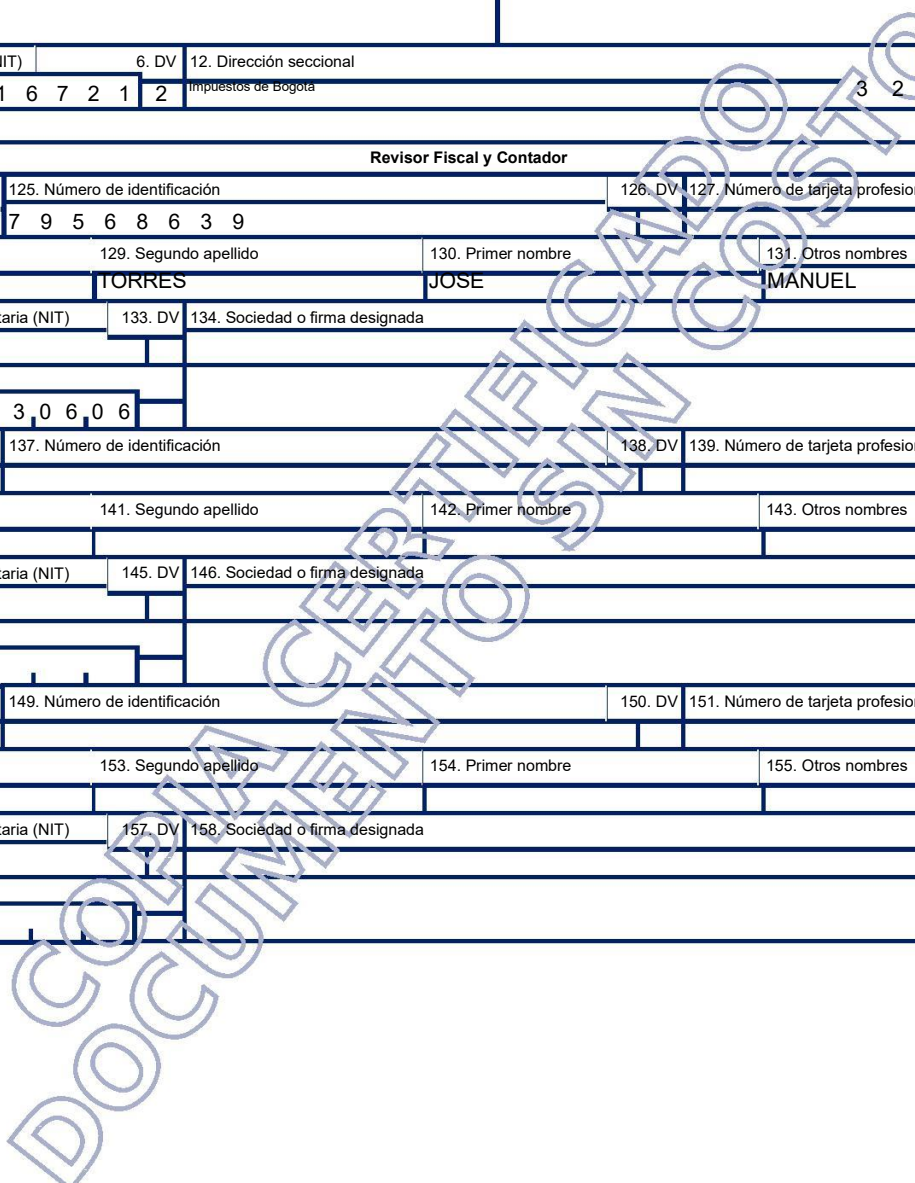 NIT) 6. DV 12. Dirección seccional
1 6 7 2 1 2 Impuestos de Bogotá 3 2
Revisor Fiscal y Contador
125. Número de identificación 126. DV 127. Número de tarjeta profesion
7 9 5 6 8 6 3 9
129. Segundo apellido 130. Primer nombre 131. Otros nombres
TORRES JOSE MANUEL
taria (NIT) 133. DV 134. Sociedad o firma designada
3 0 6 0 6
137. Número de identificación 138. DV 139. Número de tarjeta profesion
141. Segundo apellido 142. Primer nombre 143. Otros nombres
taria (NIT) 145. DV 146. Sociedad o firma designada
149. Número de identificación 150. DV 151. Número de tarjeta profesion
153. Segundo apellido 154. Primer nombre 155. Otros nombres
taria (NIT) 157. DV 158. Sociedad o firma designada
COPIA CERTIFICADO
DOCUMENTO SIN COSTO